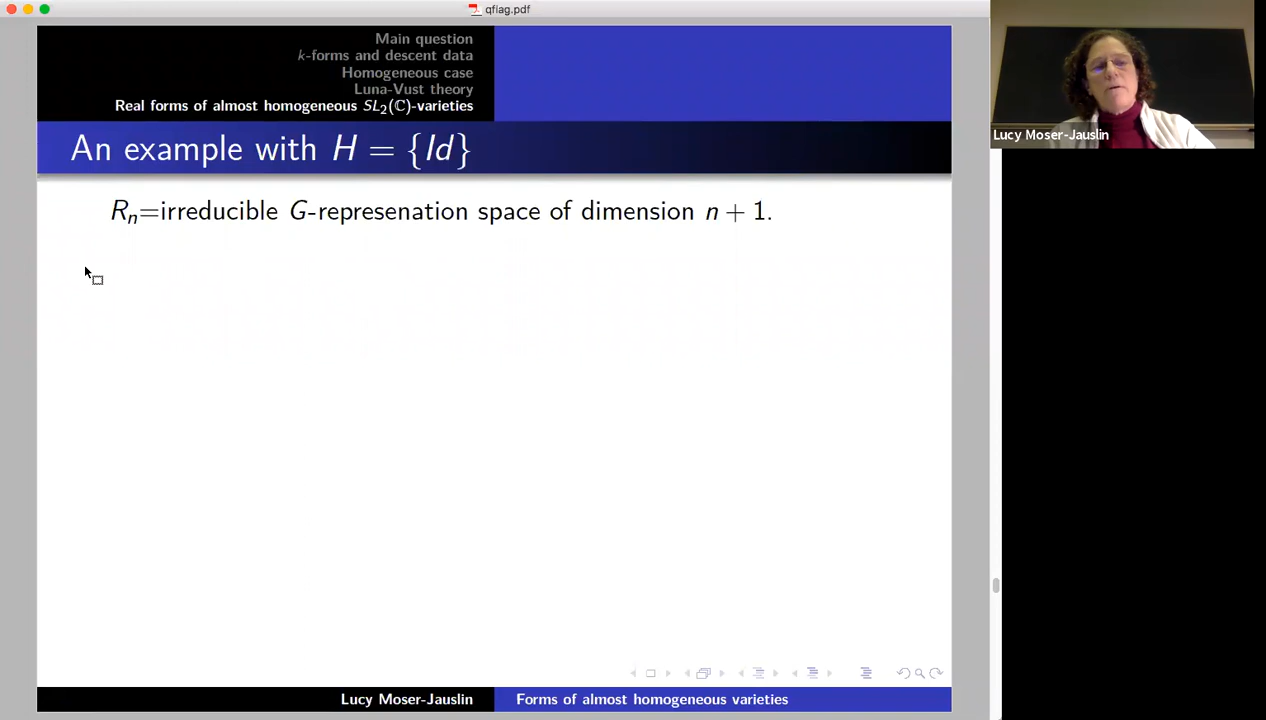 qflag.pdf
Main question
k-forms and descent data
Homogeneous case
Luna-Vust theory
Real forms of almost homogeneous SL₂(ℂ)-varieties
An example with H = {Id}
Rₙ=irreducible G-represenation space of dimension n + 1.
Lucy Moser-Jauslin
Lucy Moser-Jauslin Forms of almost homogeneous varieties